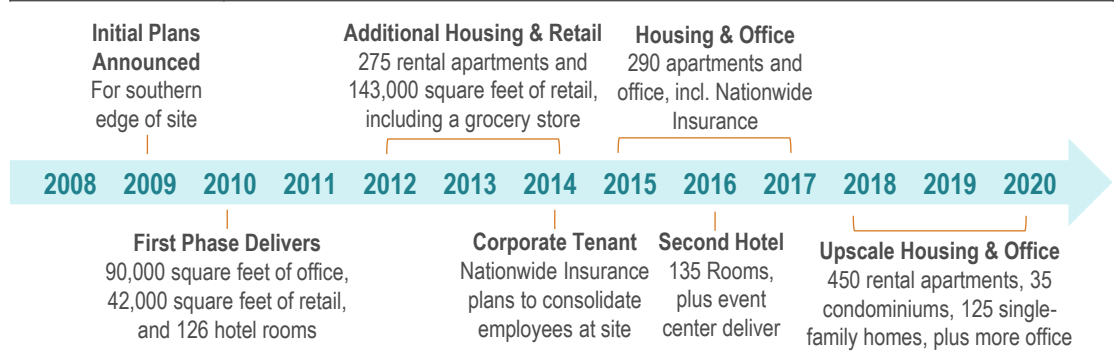 Initial Plans
Announced
For southern
edge of site
Additional Housing & Retail
275 rental apartments and
143,000 square feet of retail,
including a grocery store
Housing & Office
290 apartments and
office, incl. Nationwide
Insurance
2008 2009 2010 2011 2012 2013 2014 2015 2016 2017 2018 2019 2020
First Phase Delivers
90,000 square feet of office,
42,000 square feet of retail,
and 126 hotel rooms
Corporate Tenant
Nationwide Insurance
plans to consolidate
employees at site
Second Hotel
135 Rooms,
plus event
center deliver
Upscale Housing & Office
450 rental apartments, 35
condominiums, 125 single-
family homes, plus more office